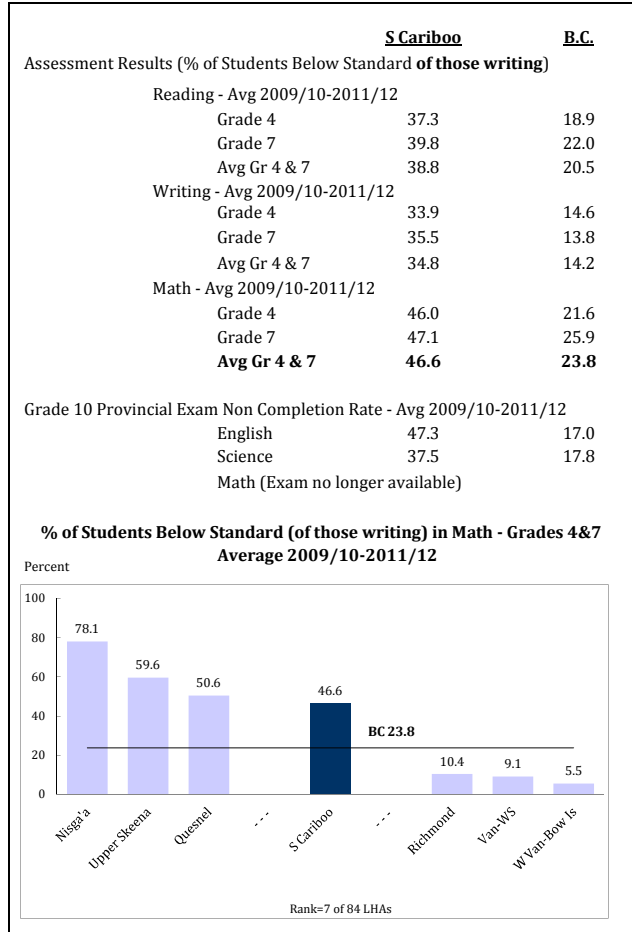 S Cariboo B.C.
Assessment Results (% of Students Below Standard of those writing)
Reading - Avg 2009/10-2011/12
Grade 4 37.3 18.9
Grade 7 39.8 22.0
Avg Gr 4 & 7 38.8 20.5
Writing - Avg 2009/10-2011/12
Grade 4 33.9 14.6
Grade 7 35.5 13.8
Avg Gr 4 & 7 34.8 14.2
Math - Avg 2009/10-2011/12
Grade 4 46.0 21.6
Grade 7 47.1 25.9
Avg Gr 4 & 7 46.6 23.8
Grade 10 Provincial Exam Non Completion Rate - Avg 2009/10-2011/12
English 47.3 17.0
Science 37.5 17.8
Math (Exam no longer available)
% of Students Below Standard (of those writing) in Math - Grades 4&7
Average 2009/10-2011/12
Percent
100
80
60
40
20
0
78.1
59.6
50.6
46.6
BC 23.8
10.4
9.1
5.5
Nisga'a
Upper Skeena
Quesnel
- - -
S Cariboo
- - -
Richmond
Van-WS
W Van-Bow Is
Rank=7 of 84 LHAs